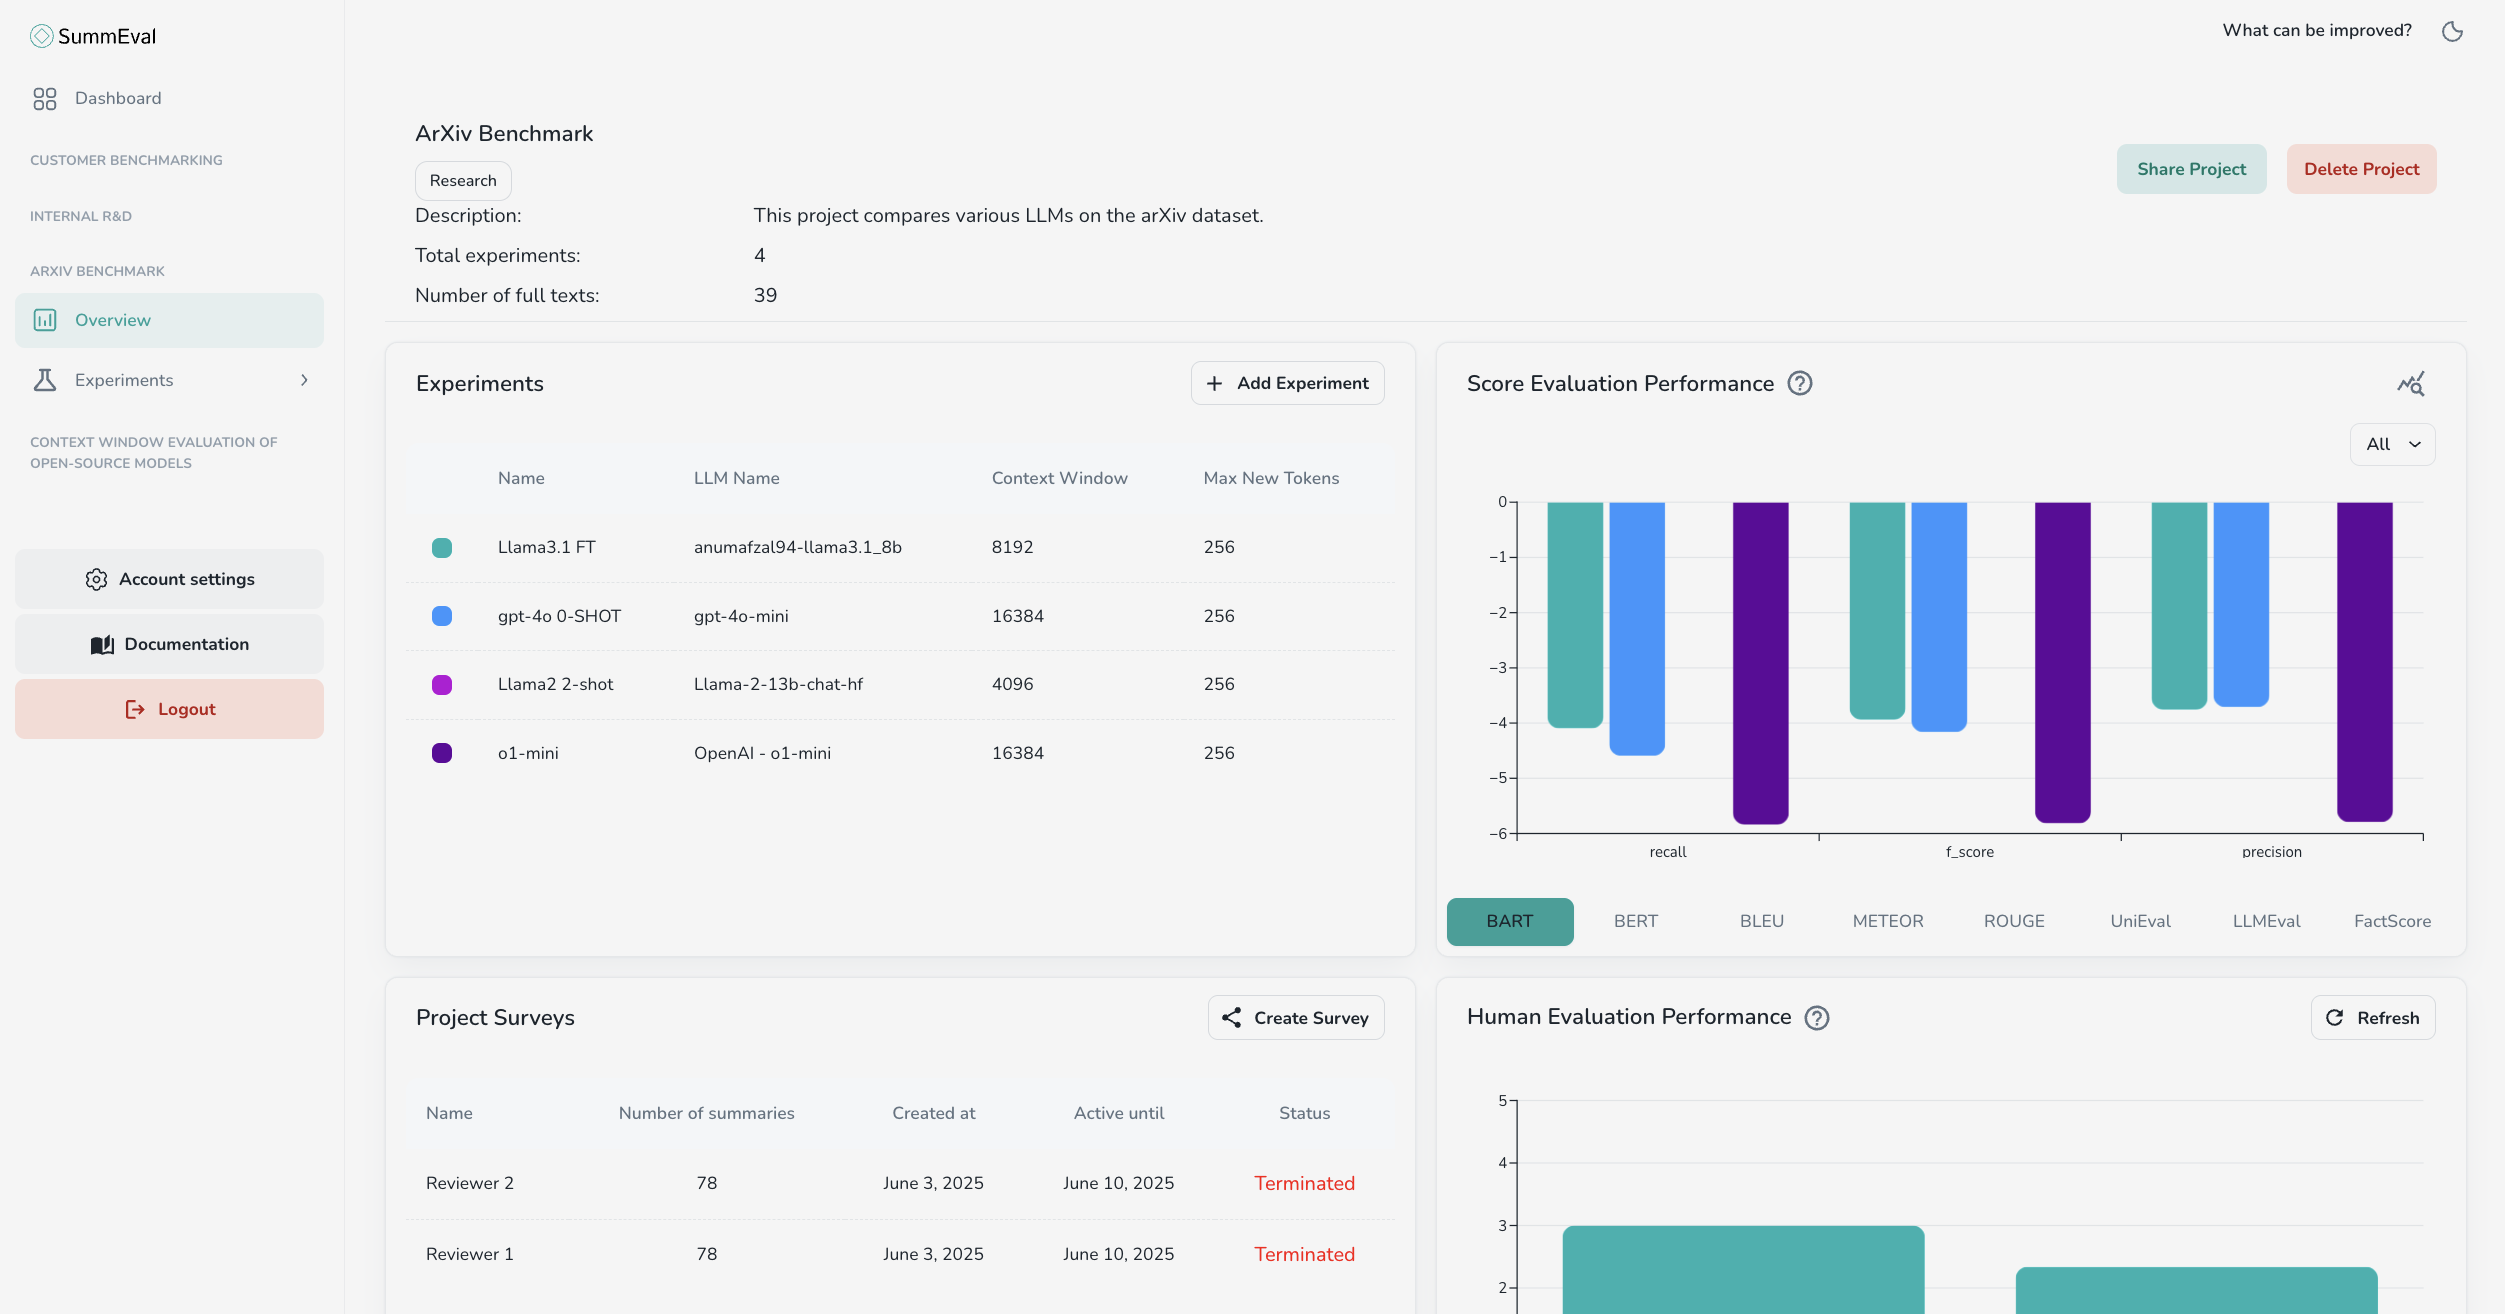 SummEval
Dashboard
CUSTOMER BENCHMARKING
INTERNAL R&D
ARXIV BENCHMARK
Overview
Experiments
CONTEXT WINDOW EVALUATION OF
OPEN-SOURCE MODELS
Account settings
Documentation
Logout
What can be improved?
ArXiv Benchmark
Research
Share Project
Delete Project
Description: This project compares various LLMs on the arXiv dataset.
Total experiments: 4
Number of full texts: 39
Experiments
Add Experiment
Name LLM Name Context Window Max New Tokens
Llama3.1 FT anumafzal94-llama3.1_8b 8192 256
gpt-4o 0-SHOT gpt-4o-mini 16384 256
Llama2 2-shot Llama-2-13b-chat-hf 4096 256
o1-mini OpenAI - o1-mini 16384 256
Score Evaluation Performance
All
0
−1
−2
−3
−4
−5
−6
recall f_score precision
BART BERT BLEU METEOR ROUGE UniEval LLMEval FactScore
Project Surveys
Create Survey
Name Number of summaries Created at Active until Status
Reviewer 2 78 June 3, 2025 June 10, 2025 Terminated
Reviewer 1 78 June 3, 2025 June 10, 2025 Terminated
Human Evaluation Performance
Refresh
5
4
3
2